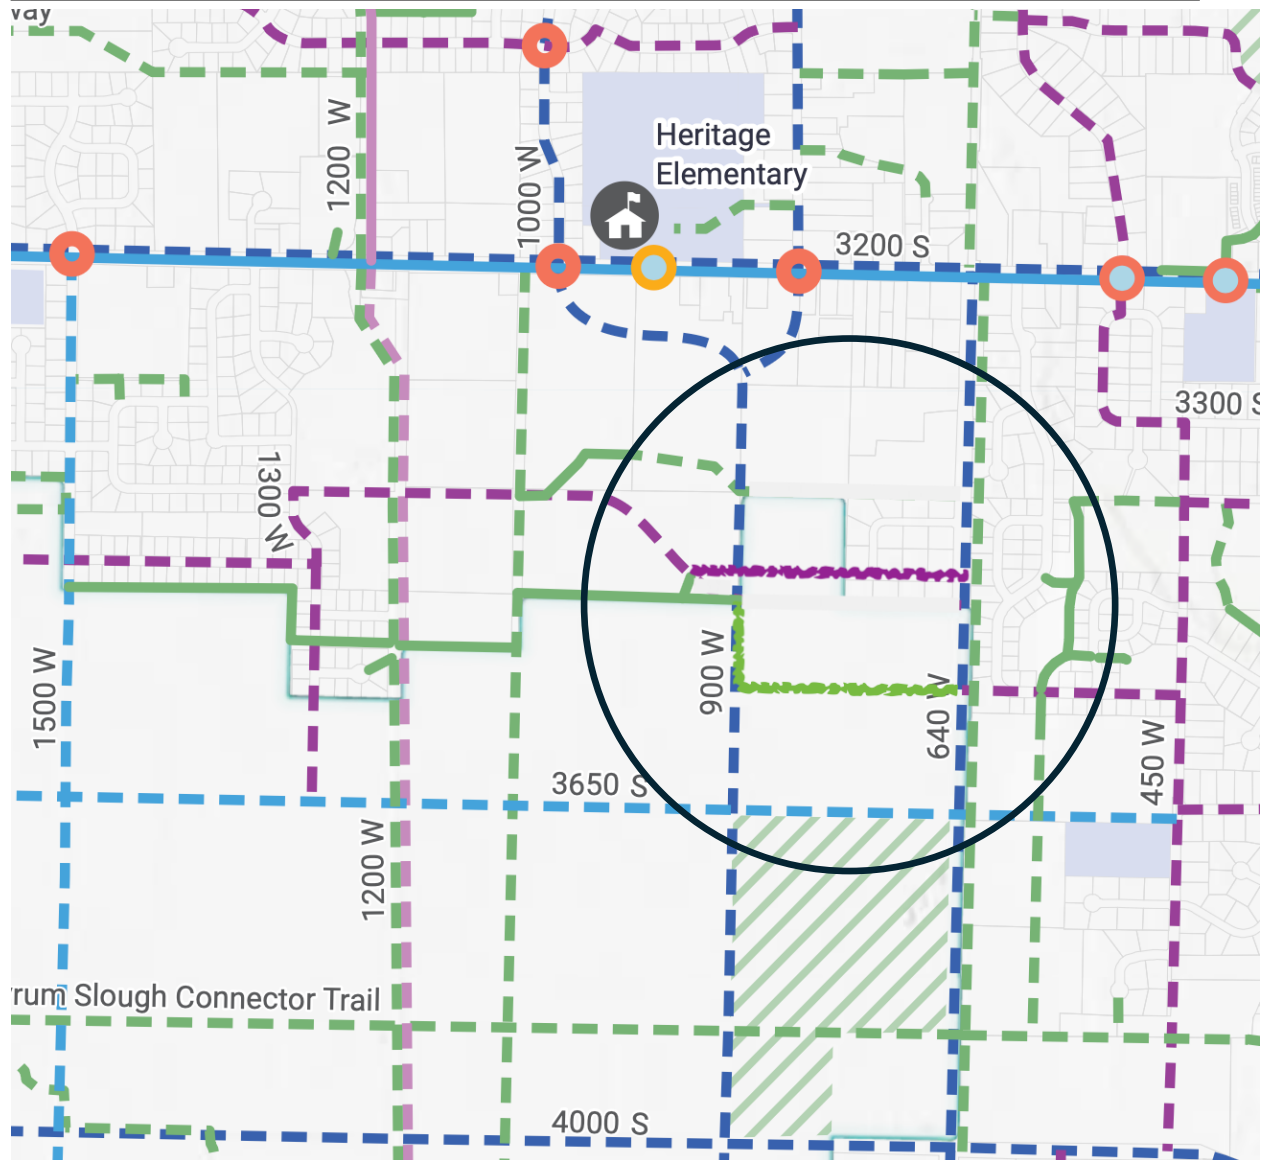 way
1200 W
Heritage
Elementary
1000 W
3200 S
3300 S
1300 W
1500 W
900 W
640 W
450 W
3650 S
1200 W
rum Slough Connector Trail
4000 S